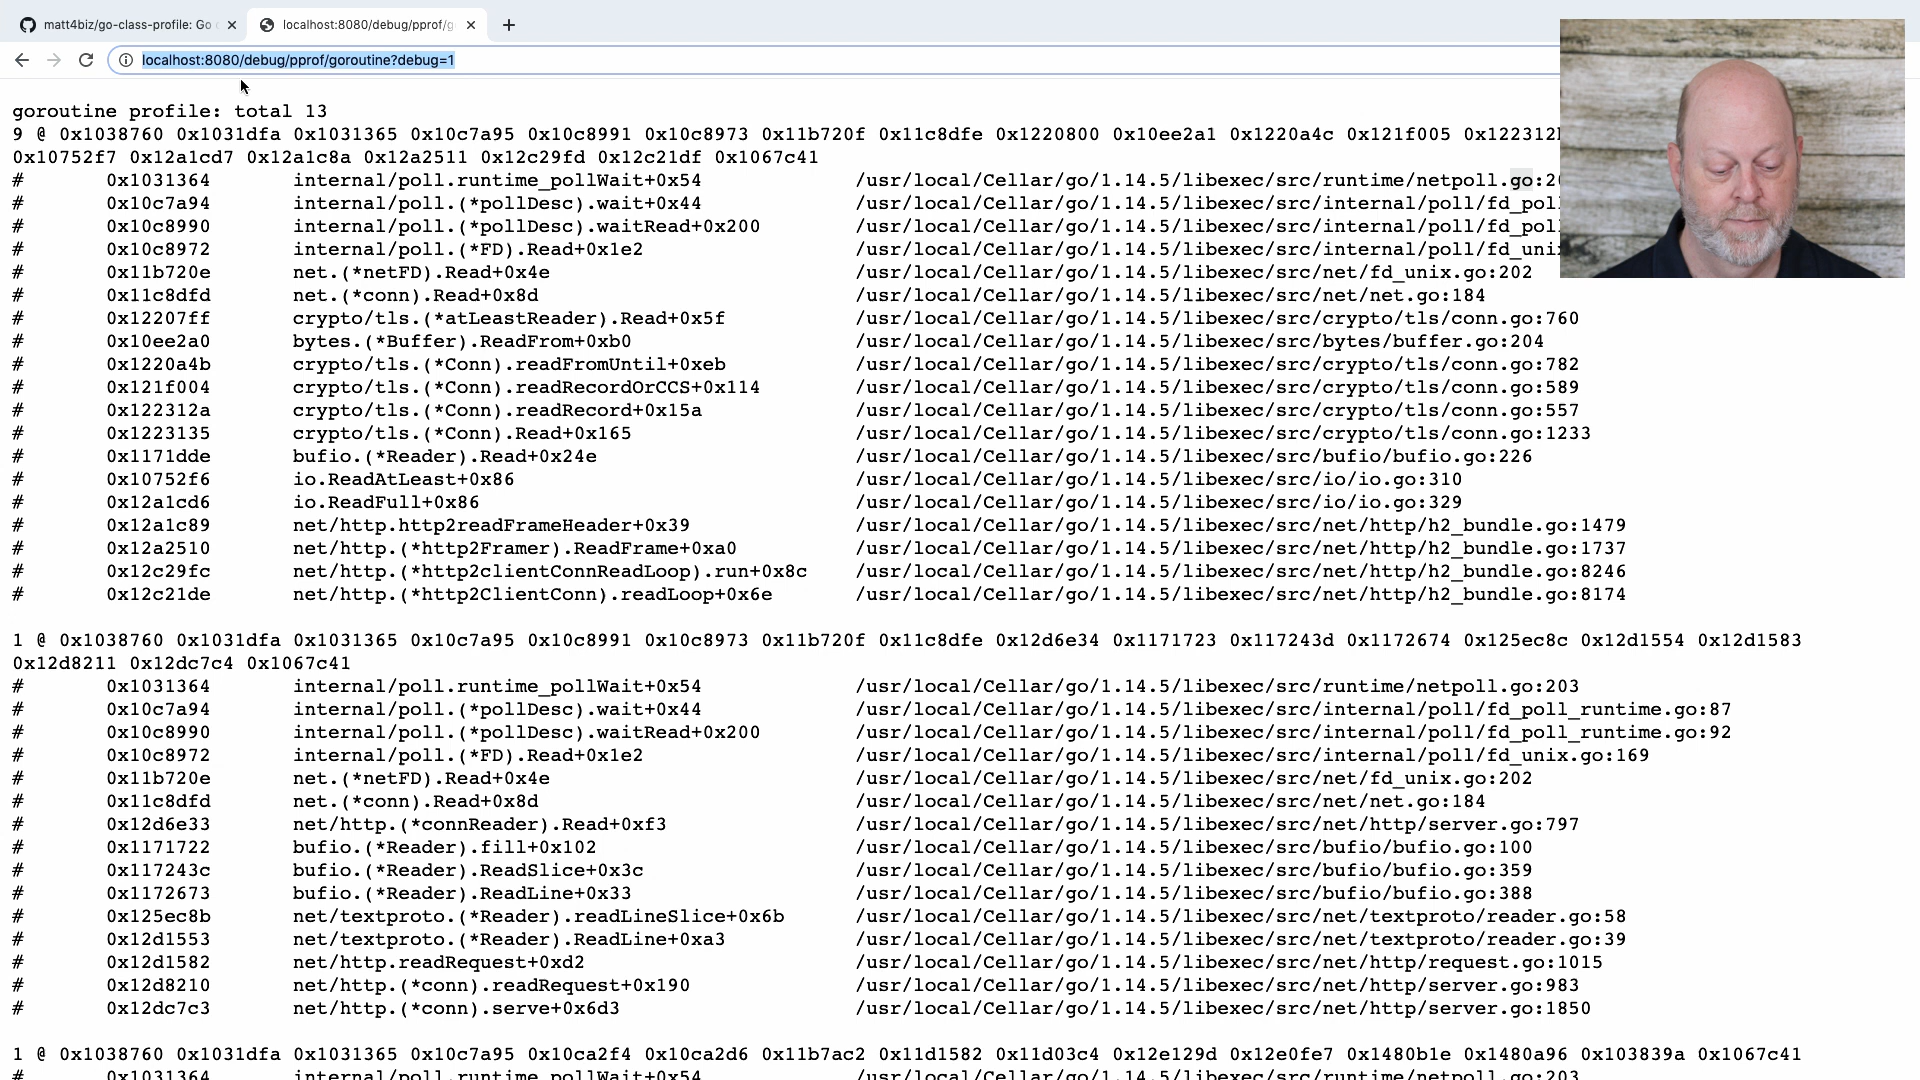 matt4biz/go-class-profile: Go
localhost:8080/debug/pprof/g
localhost:8080/debug/pprof/goroutine?debug=1
goroutine profile: total 13
9 @ 0x1038760 0x1031dfa 0x1031365 0x10c7a95 0x10c8991 0x10c8973 0x11b720f 0x11c8dfe 0x1220800 0x10ee2a1 0x1220a4c 0x121f005 0x122312
0x10752f7 0x12a1cd7 0x12a1c8a 0x12a2511 0x12c29fd 0x12c21df 0x1067c41
# 0x1031364 internal/poll.runtime_pollWait+0x54 /usr/local/Cellar/go/1.14.5/libexec/src/runtime/netpoll.go:20
# 0x10c7a94 internal/poll.(*pollDesc).wait+0x44 /usr/local/Cellar/go/1.14.5/libexec/src/internal/poll/fd_pol
# 0x10c8990 internal/poll.(*pollDesc).waitRead+0x200 /usr/local/Cellar/go/1.14.5/libexec/src/internal/poll/fd_pol
# 0x10c8972 internal/poll.(*FD).Read+0x1e2 /usr/local/Cellar/go/1.14.5/libexec/src/internal/poll/fd_uni
# 0x11b720e net.(*netFD).Read+0x4e /usr/local/Cellar/go/1.14.5/libexec/src/net/fd_unix.go:202
# 0x11c8dfd net.(*conn).Read+0x8d /usr/local/Cellar/go/1.14.5/libexec/src/net/net.go:184
# 0x12207ff crypto/tls.(*atLeastReader).Read+0x5f /usr/local/Cellar/go/1.14.5/libexec/src/crypto/tls/conn.go:760
# 0x10ee2a0 bytes.(*Buffer).ReadFrom+0xb0 /usr/local/Cellar/go/1.14.5/libexec/src/bytes/buffer.go:204
# 0x1220a4b crypto/tls.(*Conn).readFromUntil+0xeb /usr/local/Cellar/go/1.14.5/libexec/src/crypto/tls/conn.go:782
# 0x121f004 crypto/tls.(*Conn).readRecordOrCCS+0x114 /usr/local/Cellar/go/1.14.5/libexec/src/crypto/tls/conn.go:589
# 0x122312a crypto/tls.(*Conn).readRecord+0x15a /usr/local/Cellar/go/1.14.5/libexec/src/crypto/tls/conn.go:557
# 0x1223135 crypto/tls.(*Conn).Read+0x165 /usr/local/Cellar/go/1.14.5/libexec/src/crypto/tls/conn.go:1233
# 0x1171dde bufio.(*Reader).Read+0x24e /usr/local/Cellar/go/1.14.5/libexec/src/bufio/bufio.go:226
# 0x10752f6 io.ReadAtLeast+0x86 /usr/local/Cellar/go/1.14.5/libexec/src/io/io.go:310
# 0x12a1cd6 io.ReadFull+0x86 /usr/local/Cellar/go/1.14.5/libexec/src/io/io.go:329
# 0x12a1c89 net/http.http2readFrameHeader+0x39 /usr/local/Cellar/go/1.14.5/libexec/src/net/http/h2_bundle.go:1479
# 0x12a2510 net/http.(*http2Framer).ReadFrame+0xa0 /usr/local/Cellar/go/1.14.5/libexec/src/net/http/h2_bundle.go:1737
# 0x12c29fc net/http.(*http2clientConnReadLoop).run+0x8c /usr/local/Cellar/go/1.14.5/libexec/src/net/http/h2_bundle.go:8246
# 0x12c21de net/http.(*http2ClientConn).readLoop+0x6e /usr/local/Cellar/go/1.14.5/libexec/src/net/http/h2_bundle.go:8174
1 @ 0x1038760 0x1031dfa 0x1031365 0x10c7a95 0x10c8991 0x10c8973 0x11b720f 0x11c8dfe 0x12d6e34 0x1171723 0x117243d 0x1172674 0x125ec8c 0x12d1554 0x12d1583
0x12d8211 0x12dc7c4 0x1067c41
# 0x1031364 internal/poll.runtime_pollWait+0x54 /usr/local/Cellar/go/1.14.5/libexec/src/runtime/netpoll.go:203
# 0x10c7a94 internal/poll.(*pollDesc).wait+0x44 /usr/local/Cellar/go/1.14.5/libexec/src/internal/poll/fd_poll_runtime.go:87
# 0x10c8990 internal/poll.(*pollDesc).waitRead+0x200 /usr/local/Cellar/go/1.14.5/libexec/src/internal/poll/fd_poll_runtime.go:92
# 0x10c8972 internal/poll.(*FD).Read+0x1e2 /usr/local/Cellar/go/1.14.5/libexec/src/internal/poll/fd_unix.go:169
# 0x11b720e net.(*netFD).Read+0x4e /usr/local/Cellar/go/1.14.5/libexec/src/net/fd_unix.go:202
# 0x11c8dfd net.(*conn).Read+0x8d /usr/local/Cellar/go/1.14.5/libexec/src/net/net.go:184
# 0x12d6e33 net/http.(*connReader).Read+0xf3 /usr/local/Cellar/go/1.14.5/libexec/src/net/http/server.go:797
# 0x1171722 bufio.(*Reader).fill+0x102 /usr/local/Cellar/go/1.14.5/libexec/src/bufio/bufio.go:100
# 0x117243c bufio.(*Reader).ReadSlice+0x3c /usr/local/Cellar/go/1.14.5/libexec/src/bufio/bufio.go:359
# 0x1172673 bufio.(*Reader).ReadLine+0x33 /usr/local/Cellar/go/1.14.5/libexec/src/bufio/bufio.go:388
# 0x125ec8b net/textproto.(*Reader).readLineSlice+0x6b /usr/local/Cellar/go/1.14.5/libexec/src/net/textproto/reader.go:58
# 0x12d1553 net/textproto.(*Reader).ReadLine+0xa3 /usr/local/Cellar/go/1.14.5/libexec/src/net/textproto/reader.go:39
# 0x12d1582 net/http.readRequest+0xd2 /usr/local/Cellar/go/1.14.5/libexec/src/net/http/request.go:1015
# 0x12d8210 net/http.(*conn).readRequest+0x190 /usr/local/Cellar/go/1.14.5/libexec/src/net/http/server.go:983
# 0x12dc7c3 net/http.(*conn).serve+0x6d3 /usr/local/Cellar/go/1.14.5/libexec/src/net/http/server.go:1850
1 @ 0x1038760 0x1031dfa 0x1031365 0x10c7a95 0x10ca2f4 0x10ca2d6 0x11b7ac2 0x11d1582 0x11d03c4 0x12e129d 0x12e0fe7 0x1480b1e 0x1480a96 0x103839a 0x1067c41
# 0x1031364 internal/poll.runtime_pollWait+0x54 /usr/local/Cellar/go/1.14.5/libexec/src/runtime/netpoll.go:203